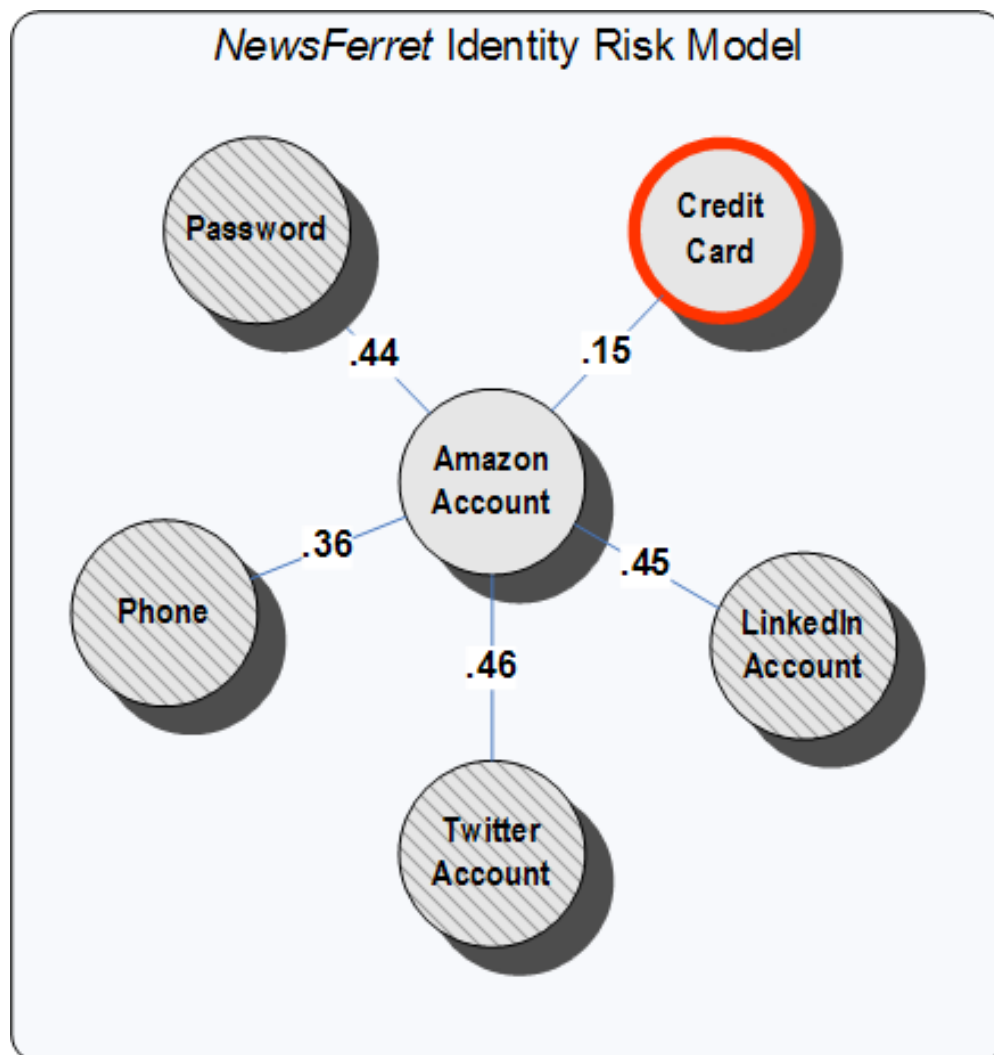 NewsFerret Identity Risk Model
Password
Credit
Card
.44
.15
Amazon
Account
.36
.45
Phone
LinkedIn
Account
.46
Twitter
Account